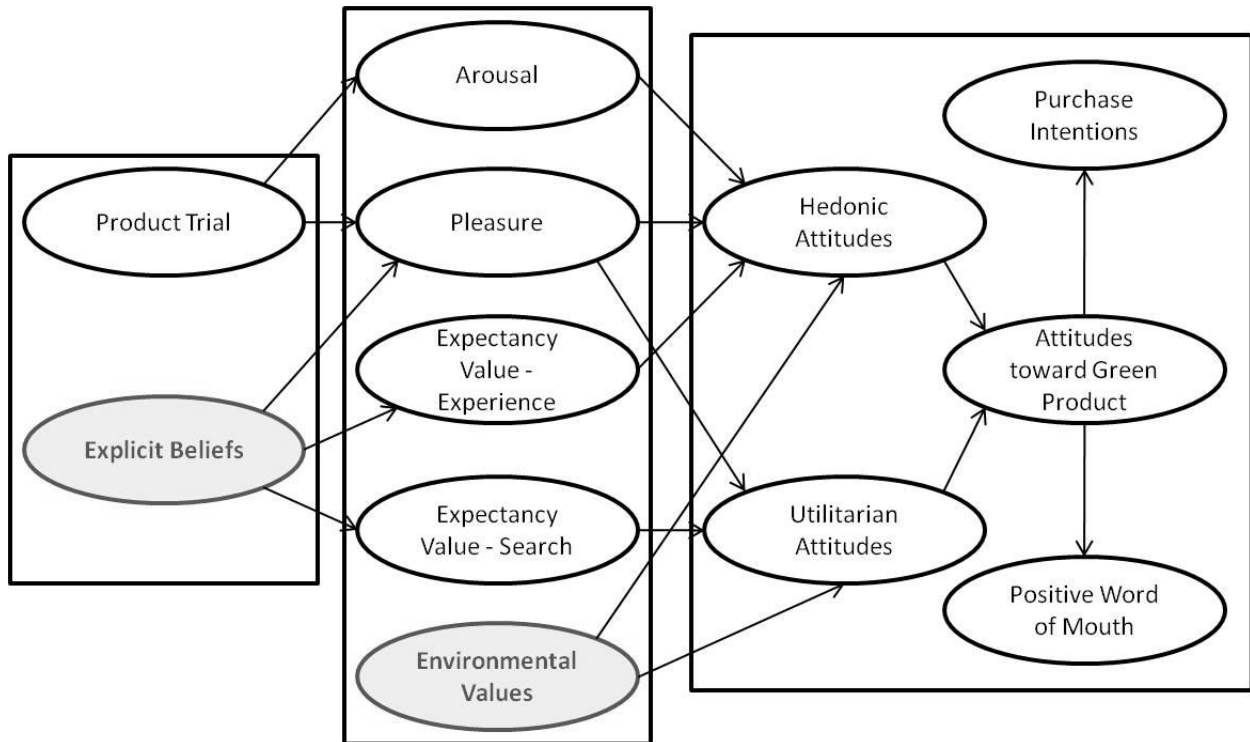 Product Trial
Explicit Beliefs
Arousal
Pleasure
Expectancy
Value -
Experience
Expectancy
Value - Search
Environmental
Values
Hedonic
Attitudes
Utilitarian
Attitudes
Purchase
Intentions
Attitudes
toward Green
Product
Positive Word
of Mouth